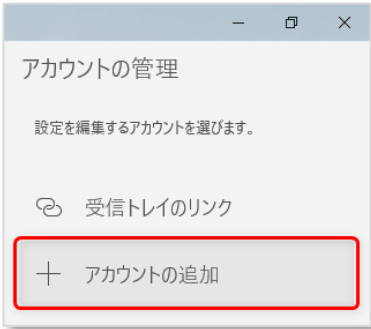 アカウントの管理
設定を編集するアカウントを選びます。
受信トレイのリンク
アカウントの追加